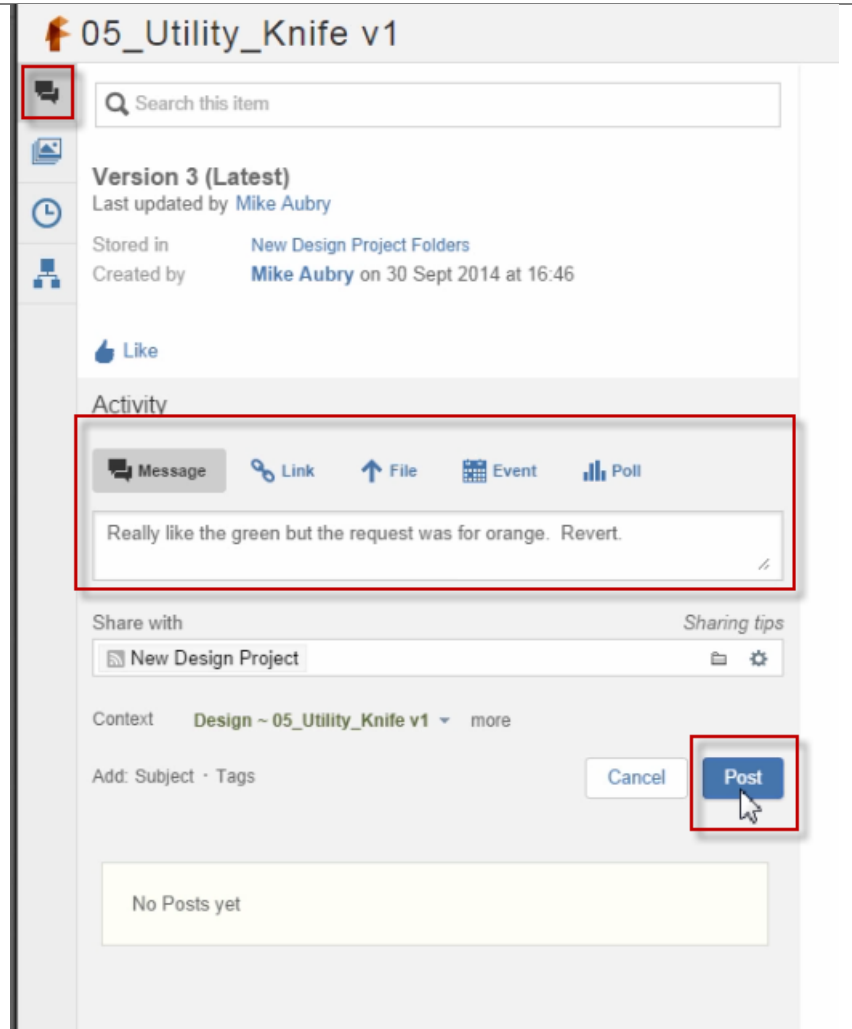 05_Utility_Knife v1
Search this item
Version 3 (Latest)
Last updated by Mike Aubry
Stored in New Design Project Folders
Created by Mike Aubry on 30 Sept 2014 at 16:46
Like
Activity
Message Link File Event Poll
Really like the green but the request was for orange.  Revert.
Share with Sharing tips
New Design Project
Context Design ~ 05_Utility_Knife v1 more
Add: Subject · Tags Cancel Post
No Posts yet